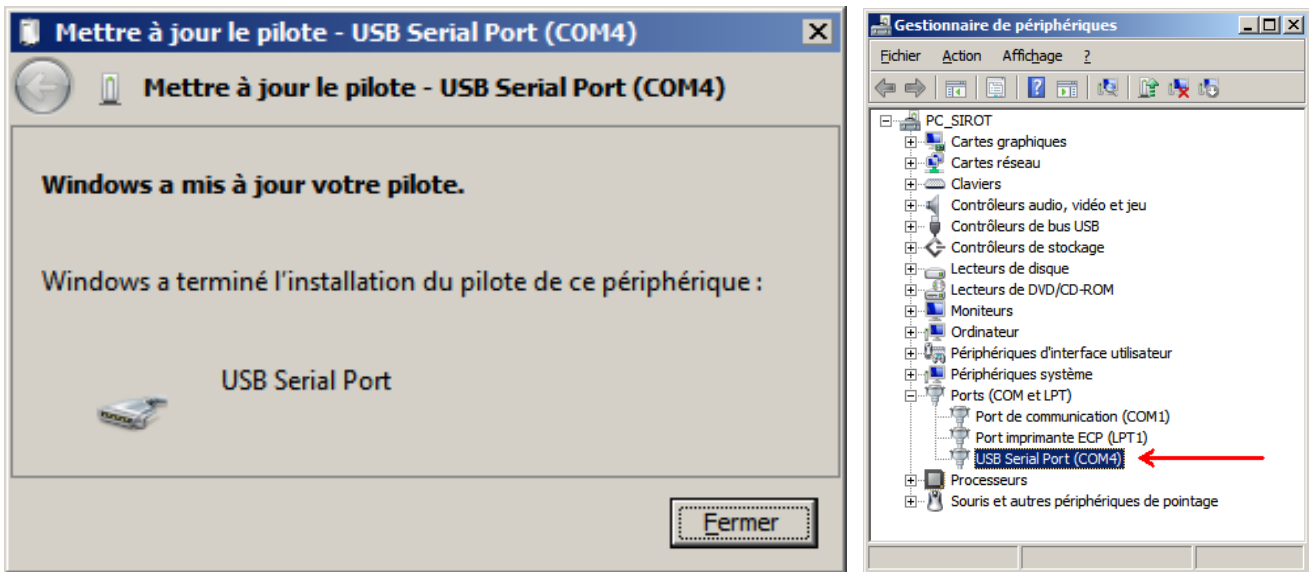 Mettre à jour le pilote - USB Serial Port (COM4)
Mettre à jour le pilote - USB Serial Port (COM4)
Windows a mis à jour votre pilote.
Windows a terminé l'installation du pilote de ce périphérique :
USB Serial Port
Fermer
Gestionnaire de périphériques
Fichier Action Affichage ?
PC_SIROT
Cartes graphiques
Cartes réseau
Claviers
Contrôleurs audio, vidéo et jeu
Contrôleurs de bus USB
Contrôleurs de stockage
Lecteurs de disque
Lecteurs de DVD/CD-ROM
Moniteurs
Ordinateur
Périphériques d'interface utilisateur
Périphériques système
Ports (COM et LPT)
Port de communication (COM1)
Port imprimante ECP (LPT1)
USB Serial Port (COM4)
Processeurs
Souris et autres périphériques de pointage